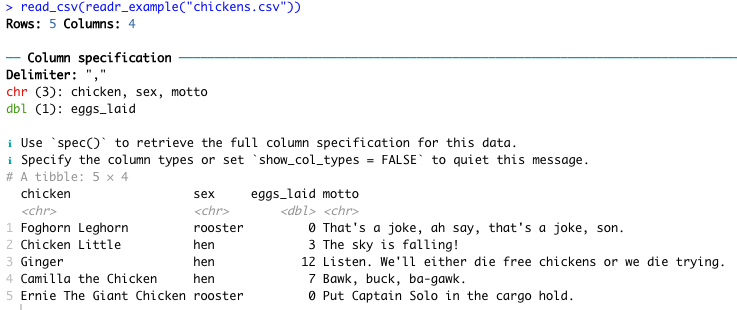 > read_csv(readr_example("chickens.csv"))
Rows: 5 Columns: 4
── Column specification ──────────────────────────────
Delimiter: ","
chr (3): chicken, sex, motto
dbl (1): eggs_laid
ℹ Use `spec()` to retrieve the full column specification for this data.
ℹ Specify the column types or set `show_col_types = FALSE` to quiet this message.
# A tibble: 5 × 4
chicken sex eggs_laid motto
<chr> <chr> <dbl> <chr>
1 Foghorn Leghorn rooster 0 That's a joke, ah say, that's a joke, son.
2 Chicken Little hen 3 The sky is falling!
3 Ginger hen 12 Listen. We'll either die free chickens or we die trying.
4 Camilla the Chicken hen 7 Bawk, buck, ba-gawk.
5 Ernie The Giant Chicken rooster 0 Put Captain Solo in the cargo hold.